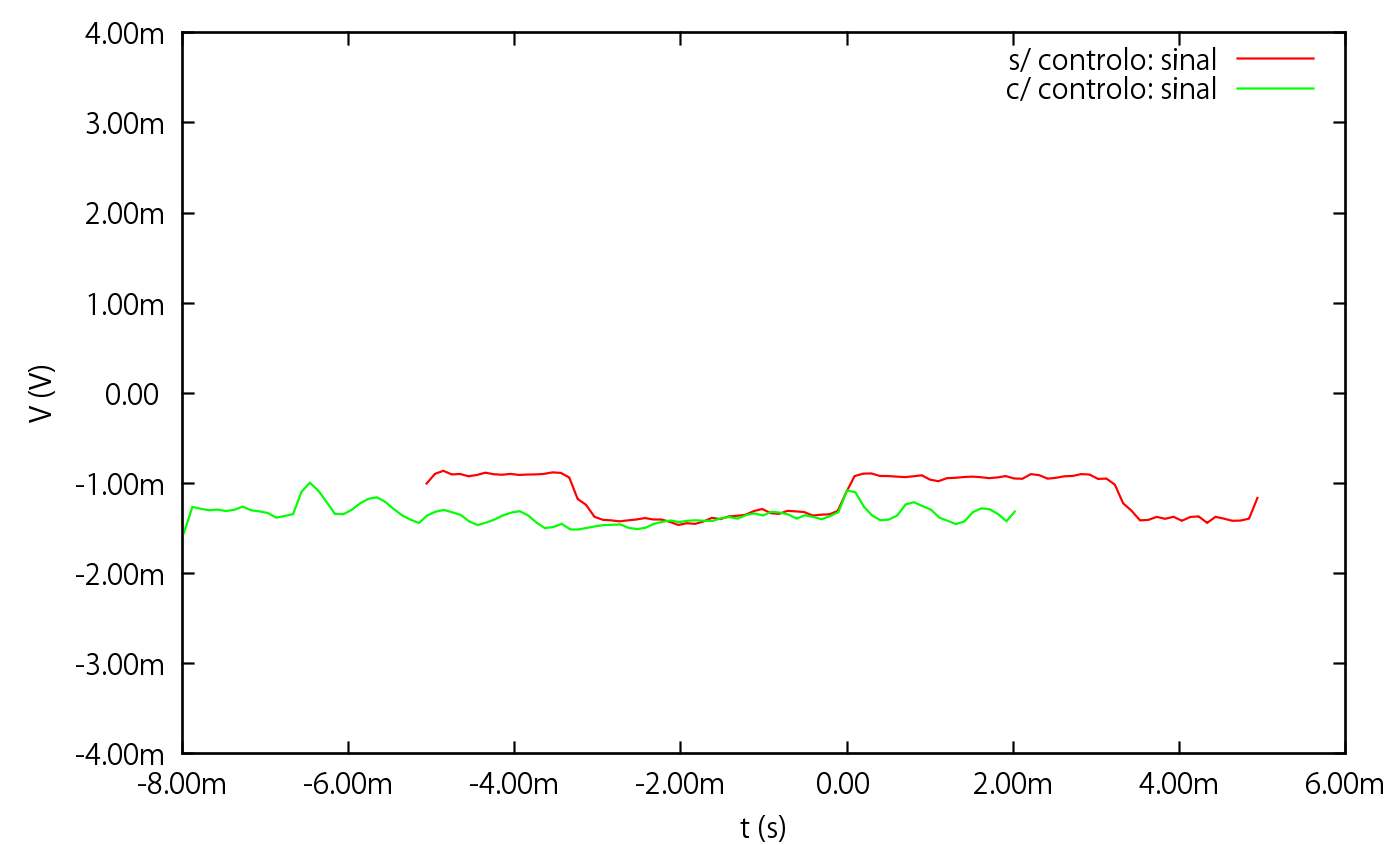 4.00m
s/ controlo: sinal
c/ controlo: sinal
3.00m
2.00m
1.00m
0.00
V (V)
-1.00m
-2.00m
-3.00m
-4.00m
-8.00m -6.00m -4.00m -2.00m 0.00 2.00m 4.00m 6.00m
t (s)